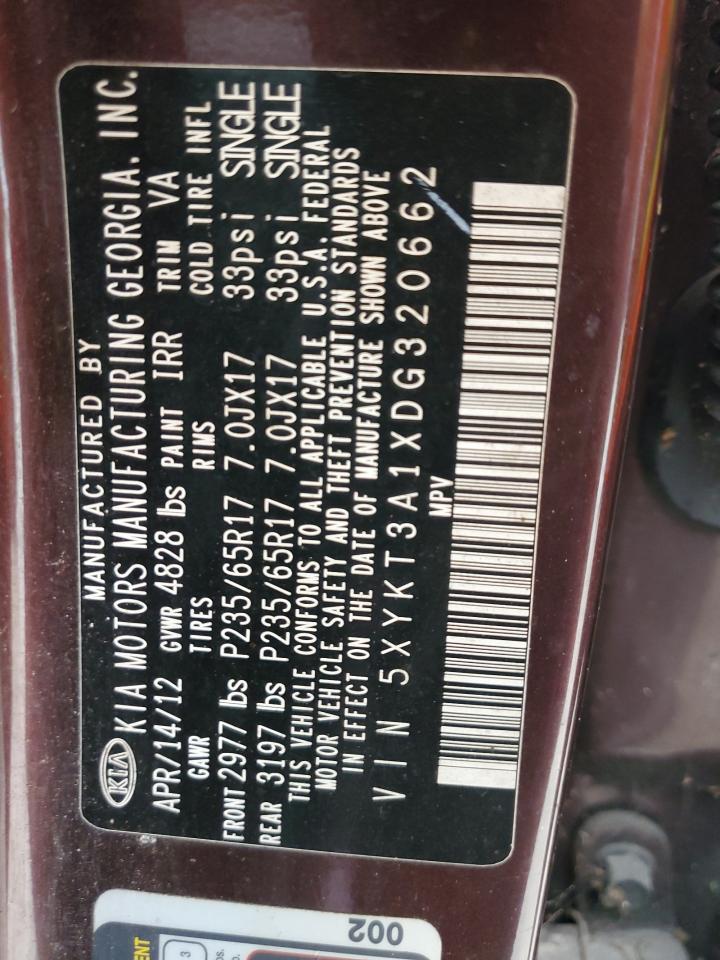 MANUFACTURED BY
KIA KIA MOTORS MANUFACTURING GEORGIA. INC.
APR/14/12 GVWR 4828 lbs PAINT IRR TRIM VA
GAWR TIRES RIMS COLD TIRE INFL
FRONT 2977 lbs P235/65R17 7.0JX17 33psi SINGLE
REAR 3197 lbs P235/65R17 7.0JX17 33psi SINGLE
THIS VEHICLE CONFORMS TO ALL APPLICABLE U.S.A. FEDERAL
MOTOR VEHICLE SAFETY AND THEFT PREVENTION STANDARDS
IN EFFECT ON THE DATE OF MANUFACTURE SHOWN ABOVE
VIN 5XYKT3A1XDG320662
MPV
002
3